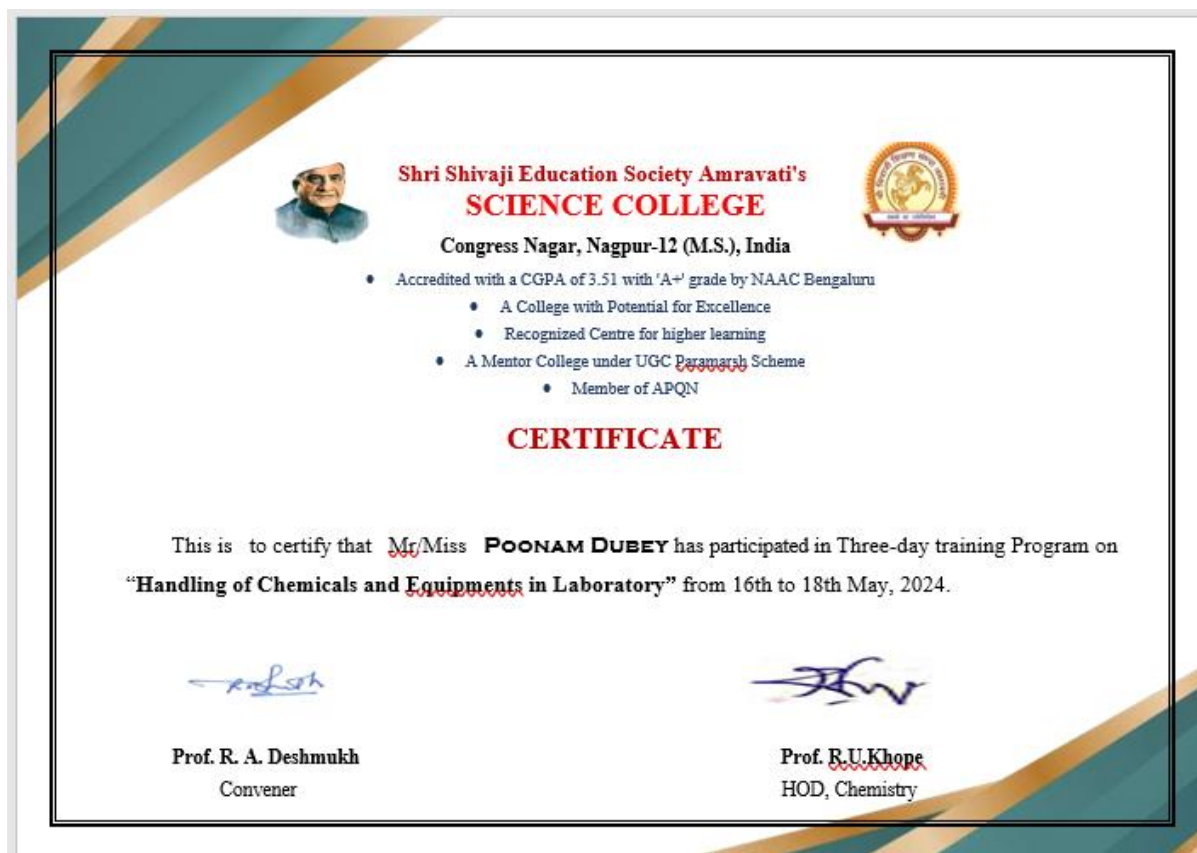 Shri Shivaji Education Society Amravati's
SCIENCE COLLEGE
Congress Nagar, Nagpur-12 (M.S.), India
• Accredited with a CGPA of 3.51 with 'A+' grade by NAAC Bengaluru
• A College with Potential for Excellence
• Recognized Centre for higher learning
• A Mentor College under UGC Paramarsh Scheme
• Member of APQN
CERTIFICATE
This is to certify that Mr/Miss POONAM DUBEY has participated in Three-day training Program on
“Handling of Chemicals and Equipments in Laboratory” from 16th to 18th May, 2024.
Prof. R. A. Deshmukh
Prof. R.U.Khope
Convener
HOD, Chemistry